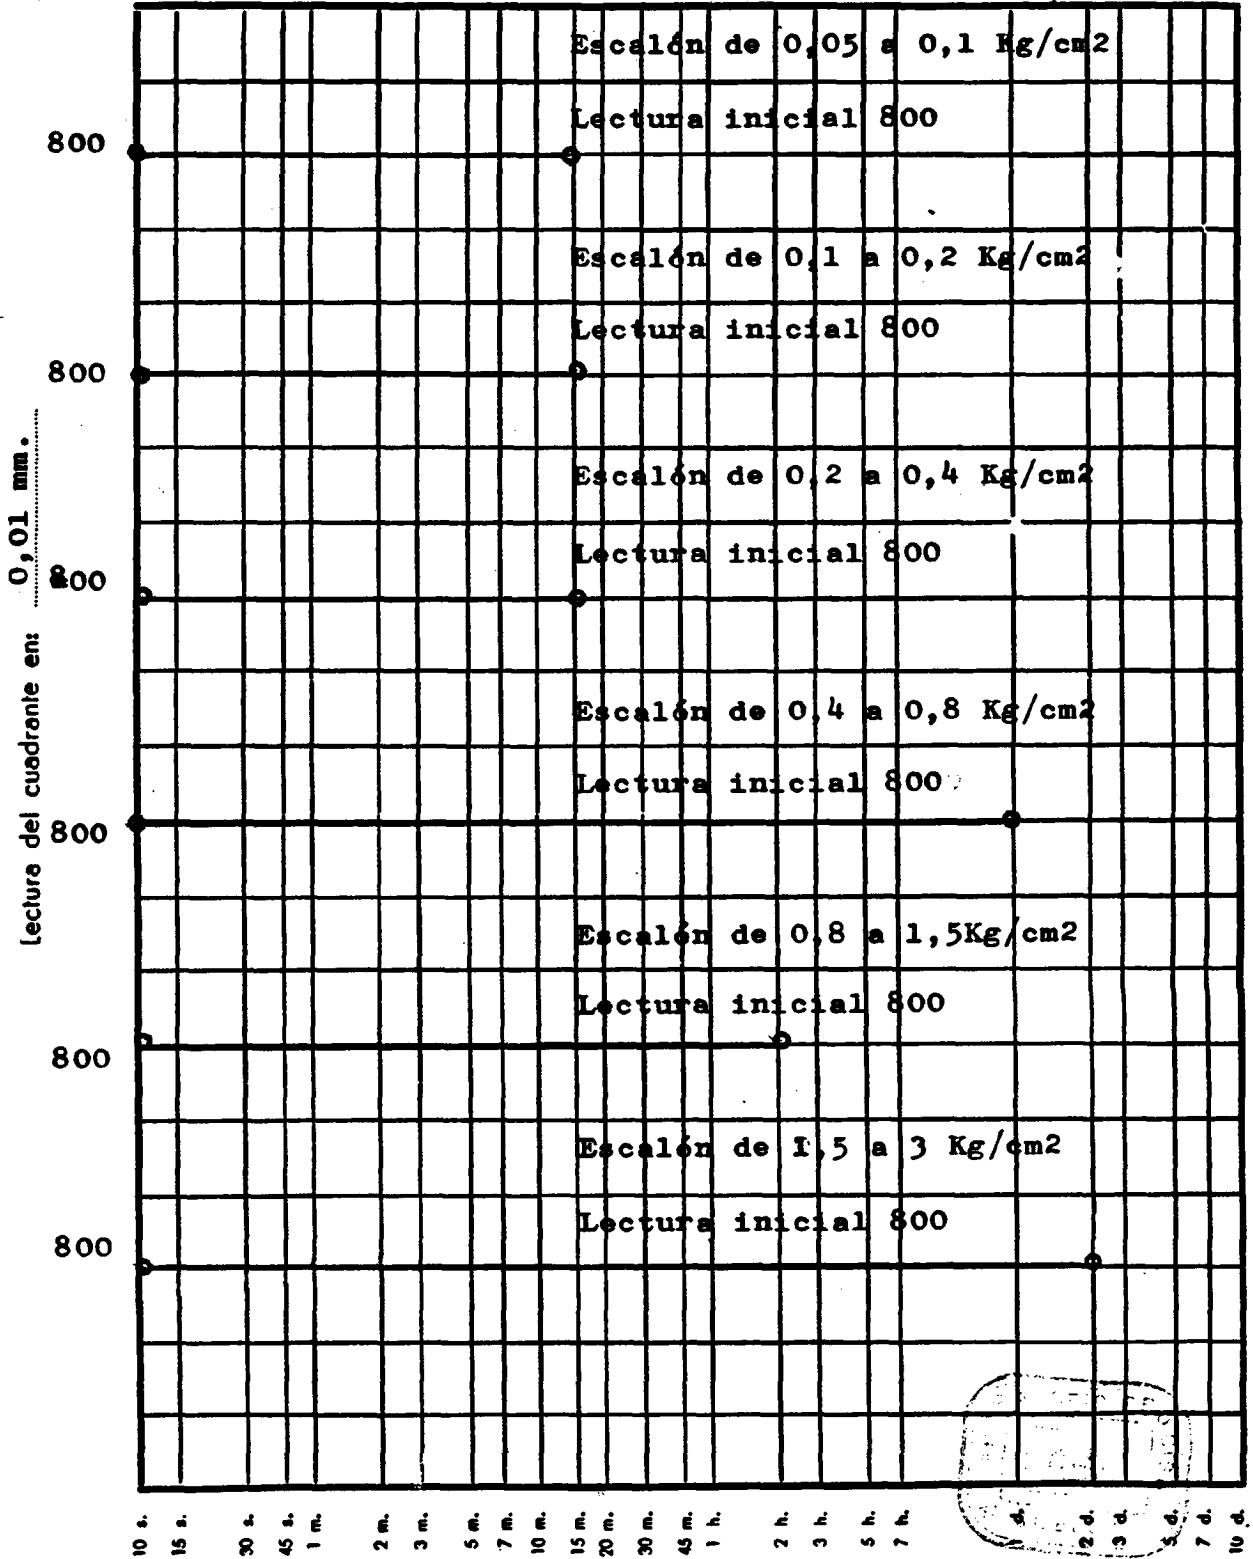 Escalón de 0,05 a 0,1 Kg/cm2
Lectura inicial 800
800
Escalón de 0,1 a 0,2 Kg/cm2
Lectura inicial 800
800
Escalón de 0,2 a 0,4 Kg/cm2
Lectura inicial 800
800
Escalón de 0,4 a 0,8 Kg/cm2
Lectura inicial 800
800
Escalón de 0,8 a 1,5Kg/cm2
Lectura inicial 800
800
Escalón de 1,5 a 3 Kg/cm2
Lectura inicial 800
800
Lectura del cuadrante en: 0,01 mm.
10 s. 15 s. 30 s. 45 s. 1 m. 2 m. 3 m. 5 m. 7 m. 10 m. 15 m. 20 m. 30 m. 45 m. 1 h. 2 h. 3 h. 5 h. 7 h. 1 d. 2 d. 3 d. 5 d. 7 d. 10 d.